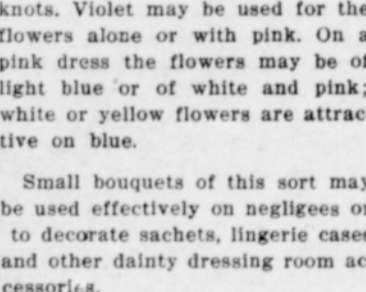 knots. Violet may be used for the
flowers alone or with pink. On a
pink dress the flowers may be of
light blue or of white and pink;
white or yellow flowers are attrac
tive on blue.
Small bouquets of this sort may
be used effectively on negligees or
to decorate sachets, lingerie cases
and other dainty dressing room ac
cessories.